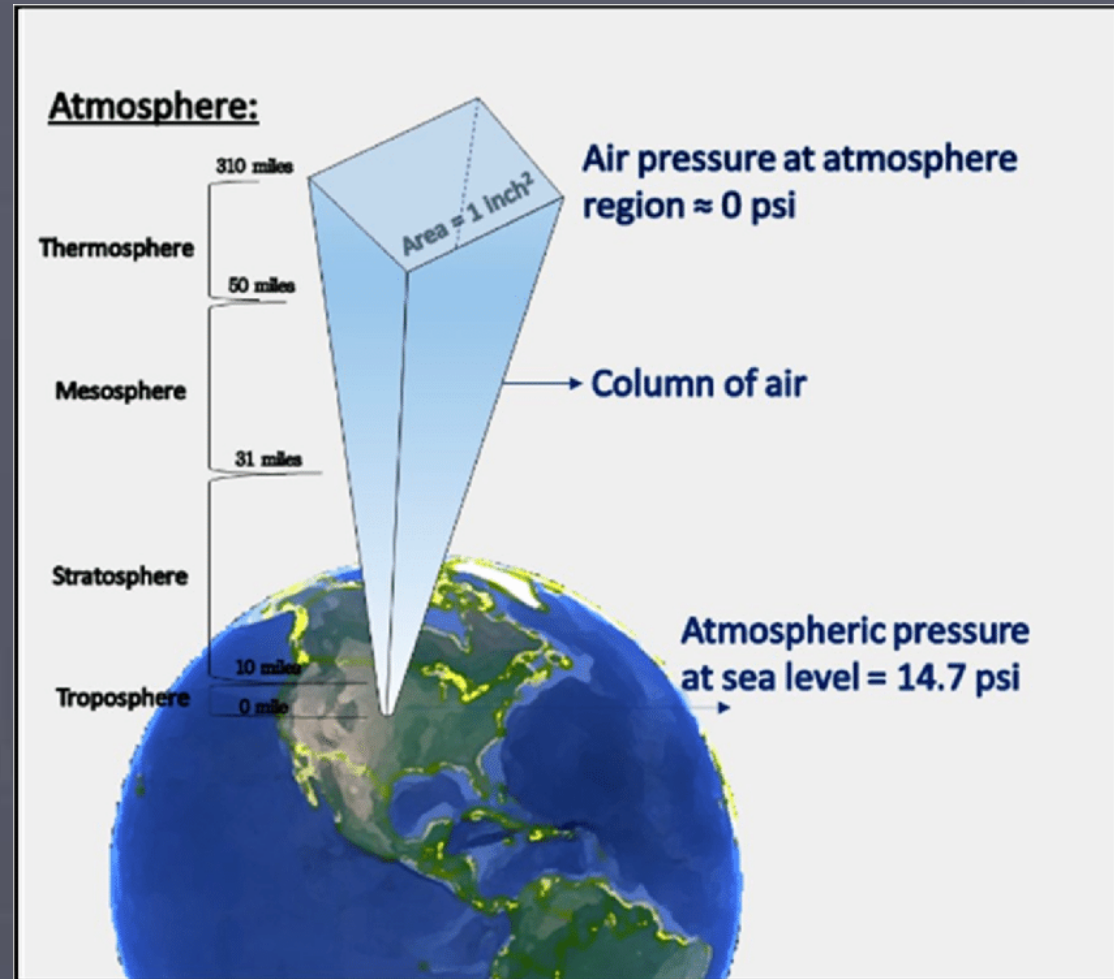 Atmosphere:
310 miles
Thermosphere
50 miles
Mesosphere
31 miles
Stratosphere
10 miles
Troposphere
0 mile
Area = 1 inch²
Air pressure at atmosphere
region ≈ 0 psi
Column of air
Atmospheric pressure
at sea level = 14.7 psi